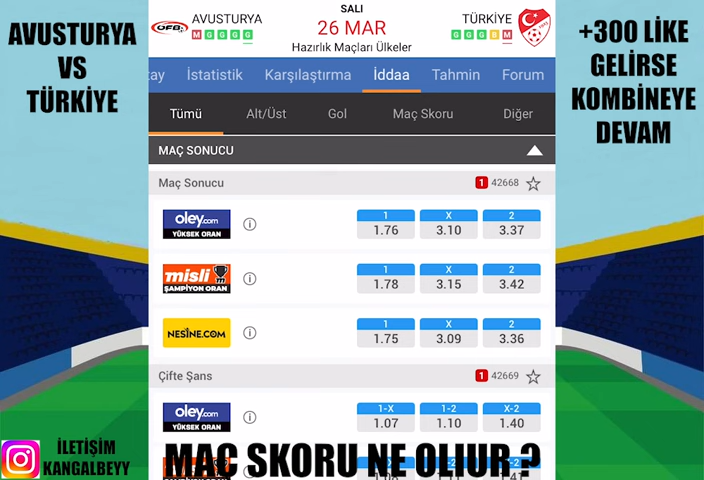 AVUSTURYA
VS
TÜRKİYE
+300 LİKE
GELİRSE
KOMBİNEYE
DEVAM
ÖFB
AVUSTURYA
M G G G G
SALI
26 MAR
Hazırlık Maçları Ülkeler
TÜRKİYE
G G G B M
tay İstatistik Karşılaştırma İddaa Tahmin Forum
Tümü Alt/Üst Gol Maç Skoru Diğer
MAÇ SONUCU
Maç Sonucu 1 42668
oley.com
YÜKSEK ORAN
1 X 2
1.76 3.10 3.37
misli
ŞAMPİYON ORAN
1 X 2
1.78 3.15 3.42
NESİNE.COM
1 X 2
1.75 3.09 3.36
Çifte Şans 1 42669
oley.com
YÜKSEK ORAN
1-X 1-2 X-2
1.07 1.10 1.40
İLETİŞİM
KANGALBEYY
MAÇ SKORU NE OLUR ?